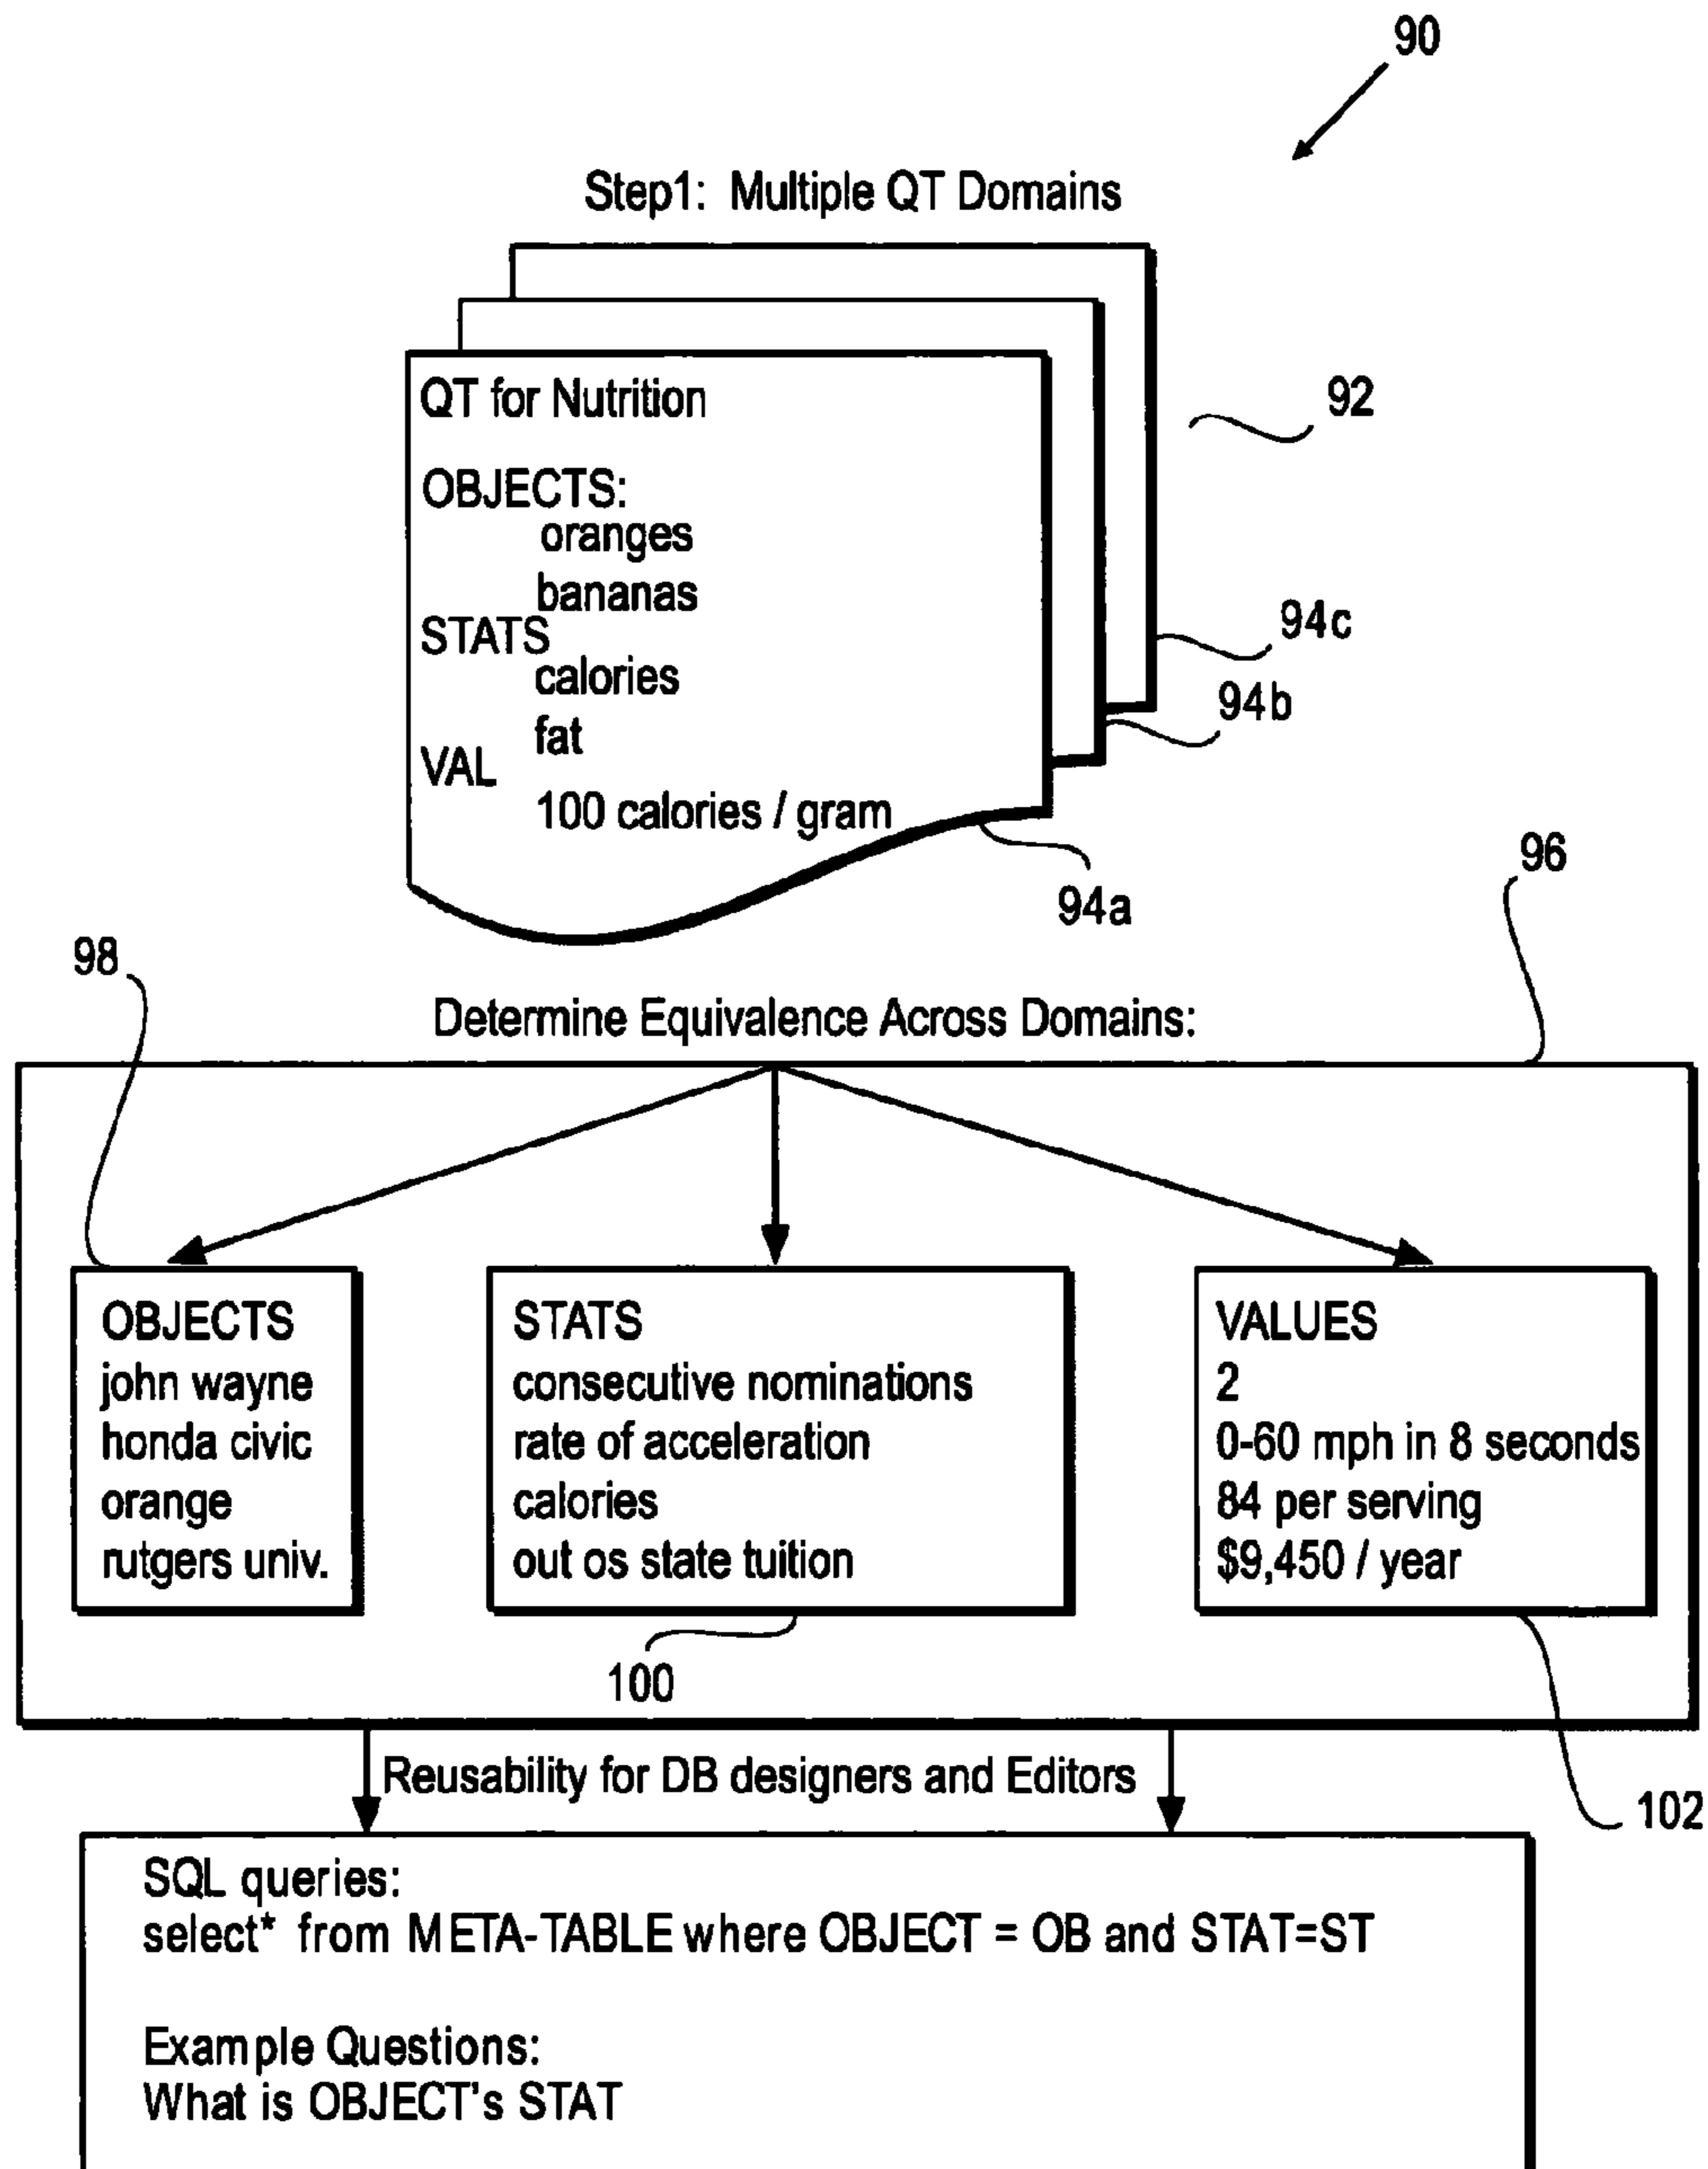 90
Step1: Multiple QT Domains
QT for Nutrition
92
OBJECTS:
oranges
bananas
STATS
94c
calories
94b
fat
VAL
100 calories / gram
96
94a
98
Determine Equivalence Across Domains:
OBJECTS
john wayne
honda civic
orange
rutgers univ.
STATS
consecutive nominations
rate of acceleration
calories
out os state tuition
VALUES
2
0-60 mph in 8 seconds
84 per serving
$9,450 / year
100
Reusability for DB designers and Editors
102
SQL queries:
select* from META-TABLE where OBJECT = OB and STAT=ST
Example Questions:
What is OBJECT's STAT